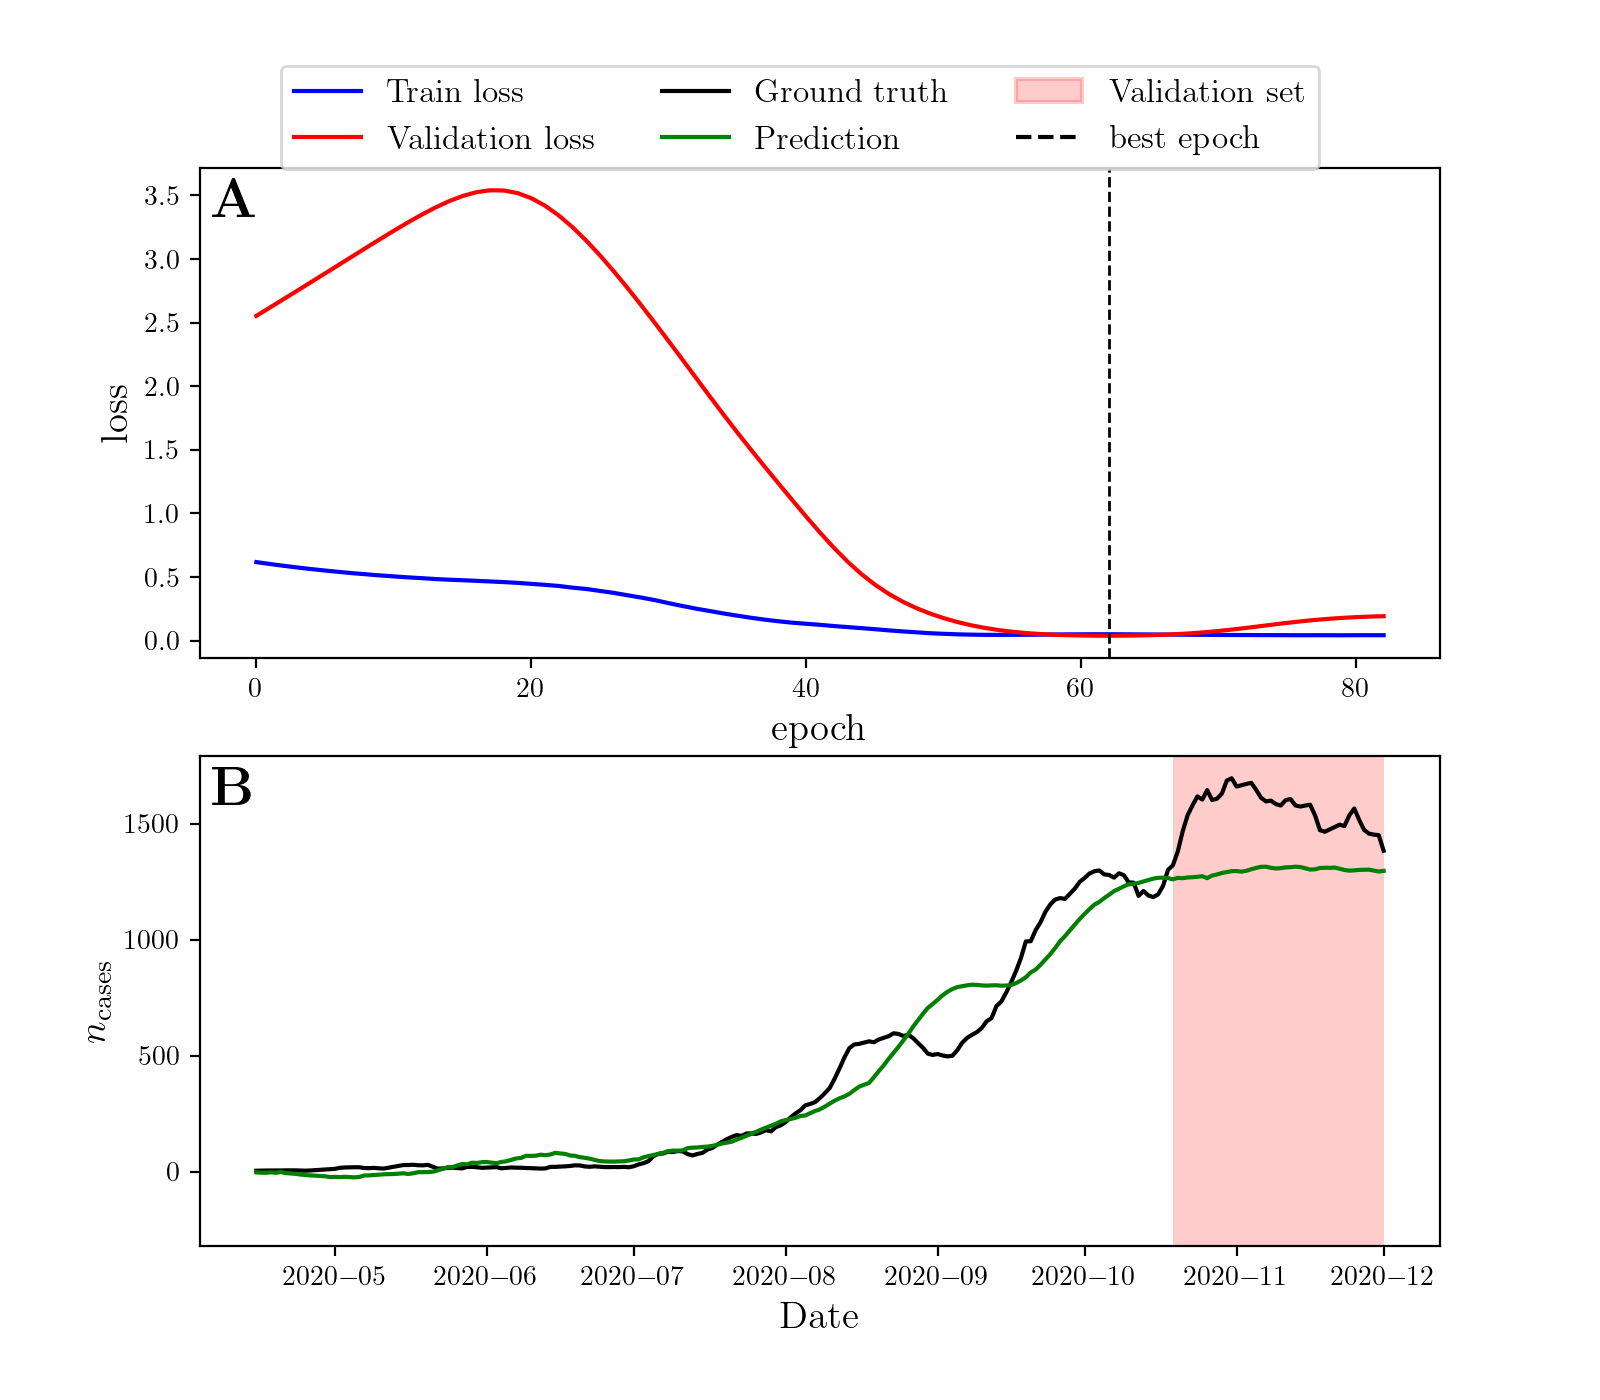 Train loss Ground truth Validation set
Validation loss Prediction best epoch
A
3.5
3.0
2.5
2.0
1.5
1.0
0.5
0.0
loss
0 20 40 60 80
epoch
B
1500
1000
500
0
n_cases
2020−05 2020−06 2020−07 2020−08 2020−09 2020−10 2020−11 2020−12
Date